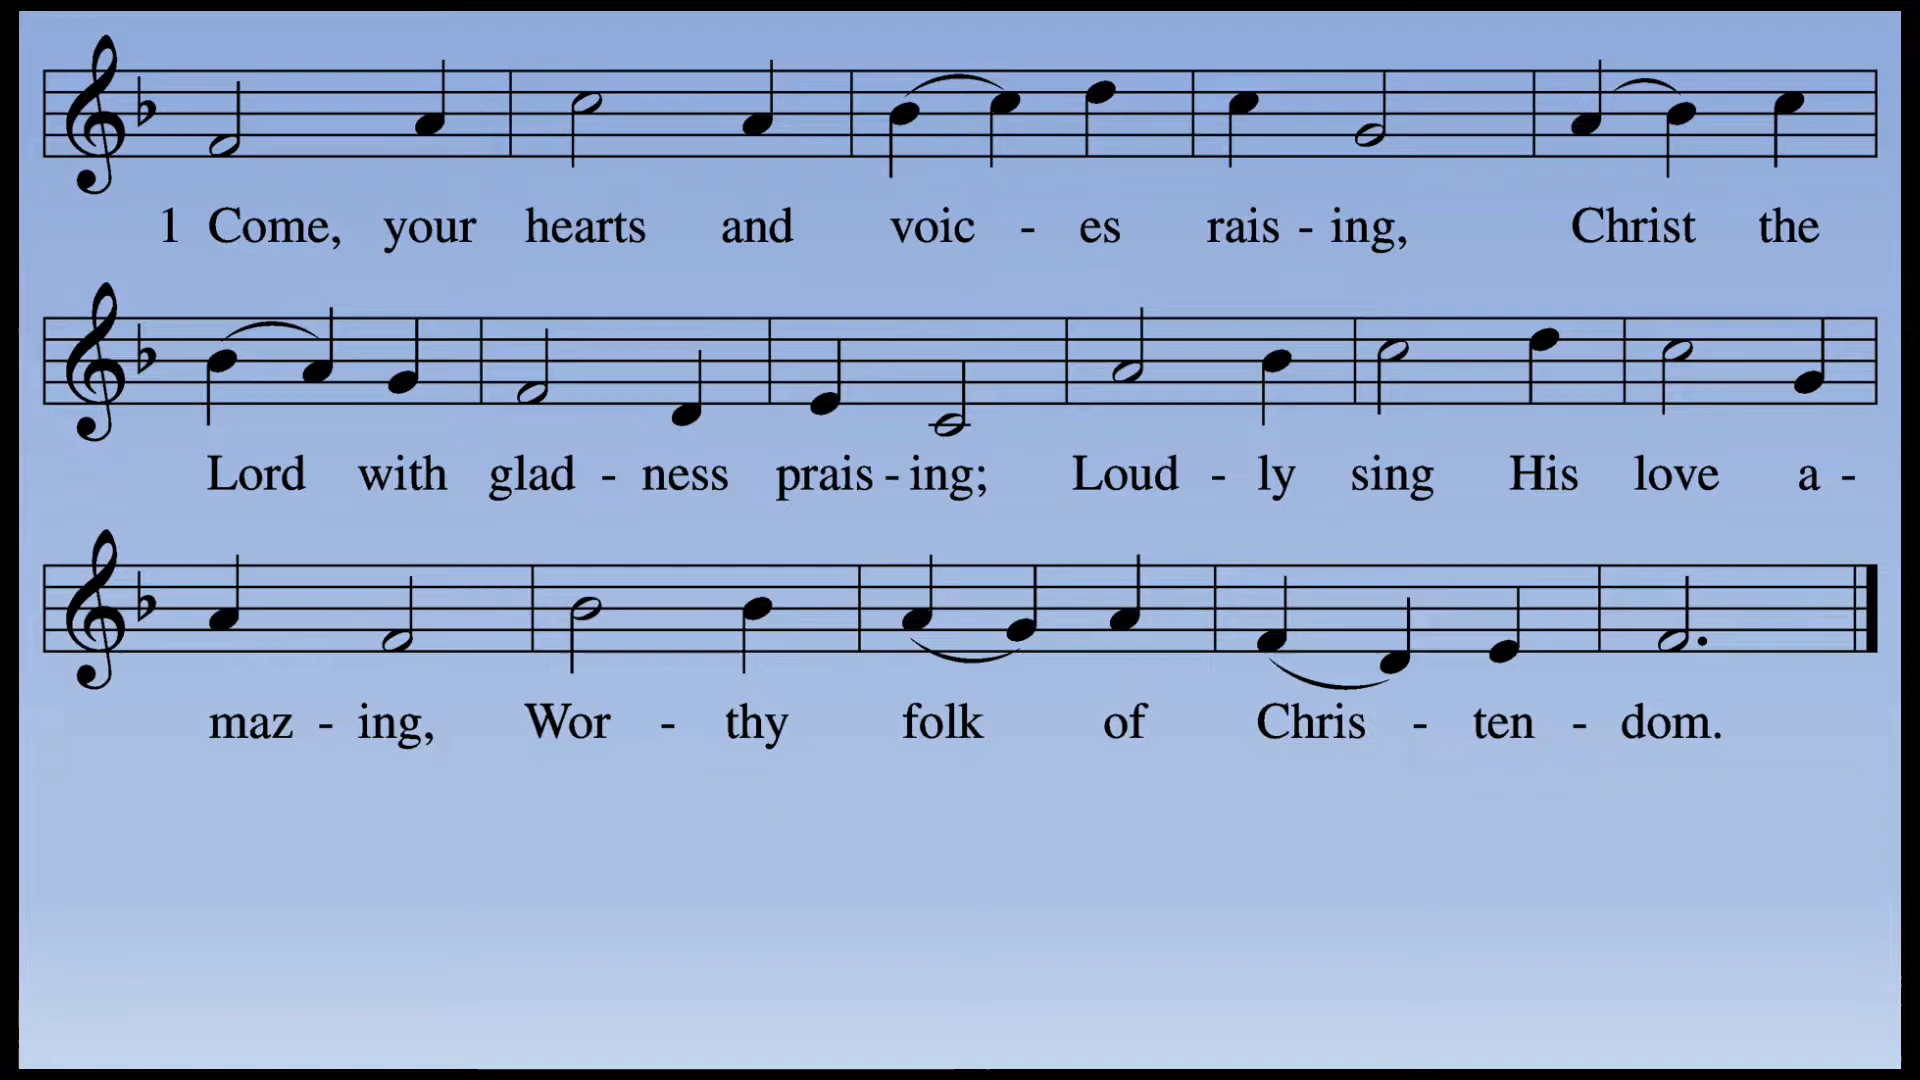 1 Come, your hearts and voic - es rais - ing, Christ the
Lord with glad - ness prais - ing; Loud - ly sing His love a -
maz - ing, Wor - thy folk of Chris - ten - dom.